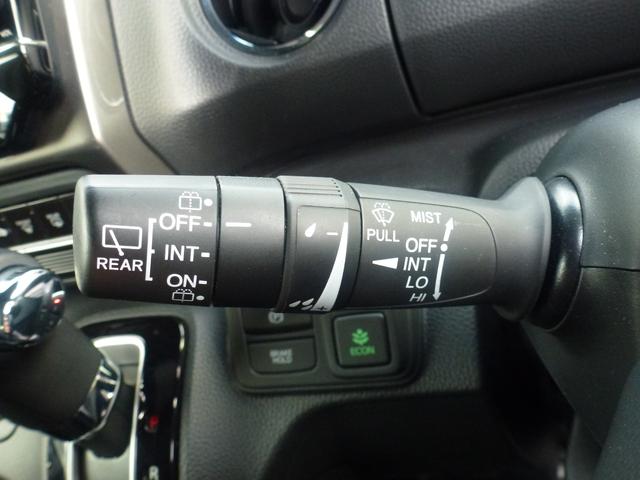 REAR
OFF
INT
ON
PULL
MIST
OFF
INT
LO
HI
BRAKE
HOLD
ECON
R